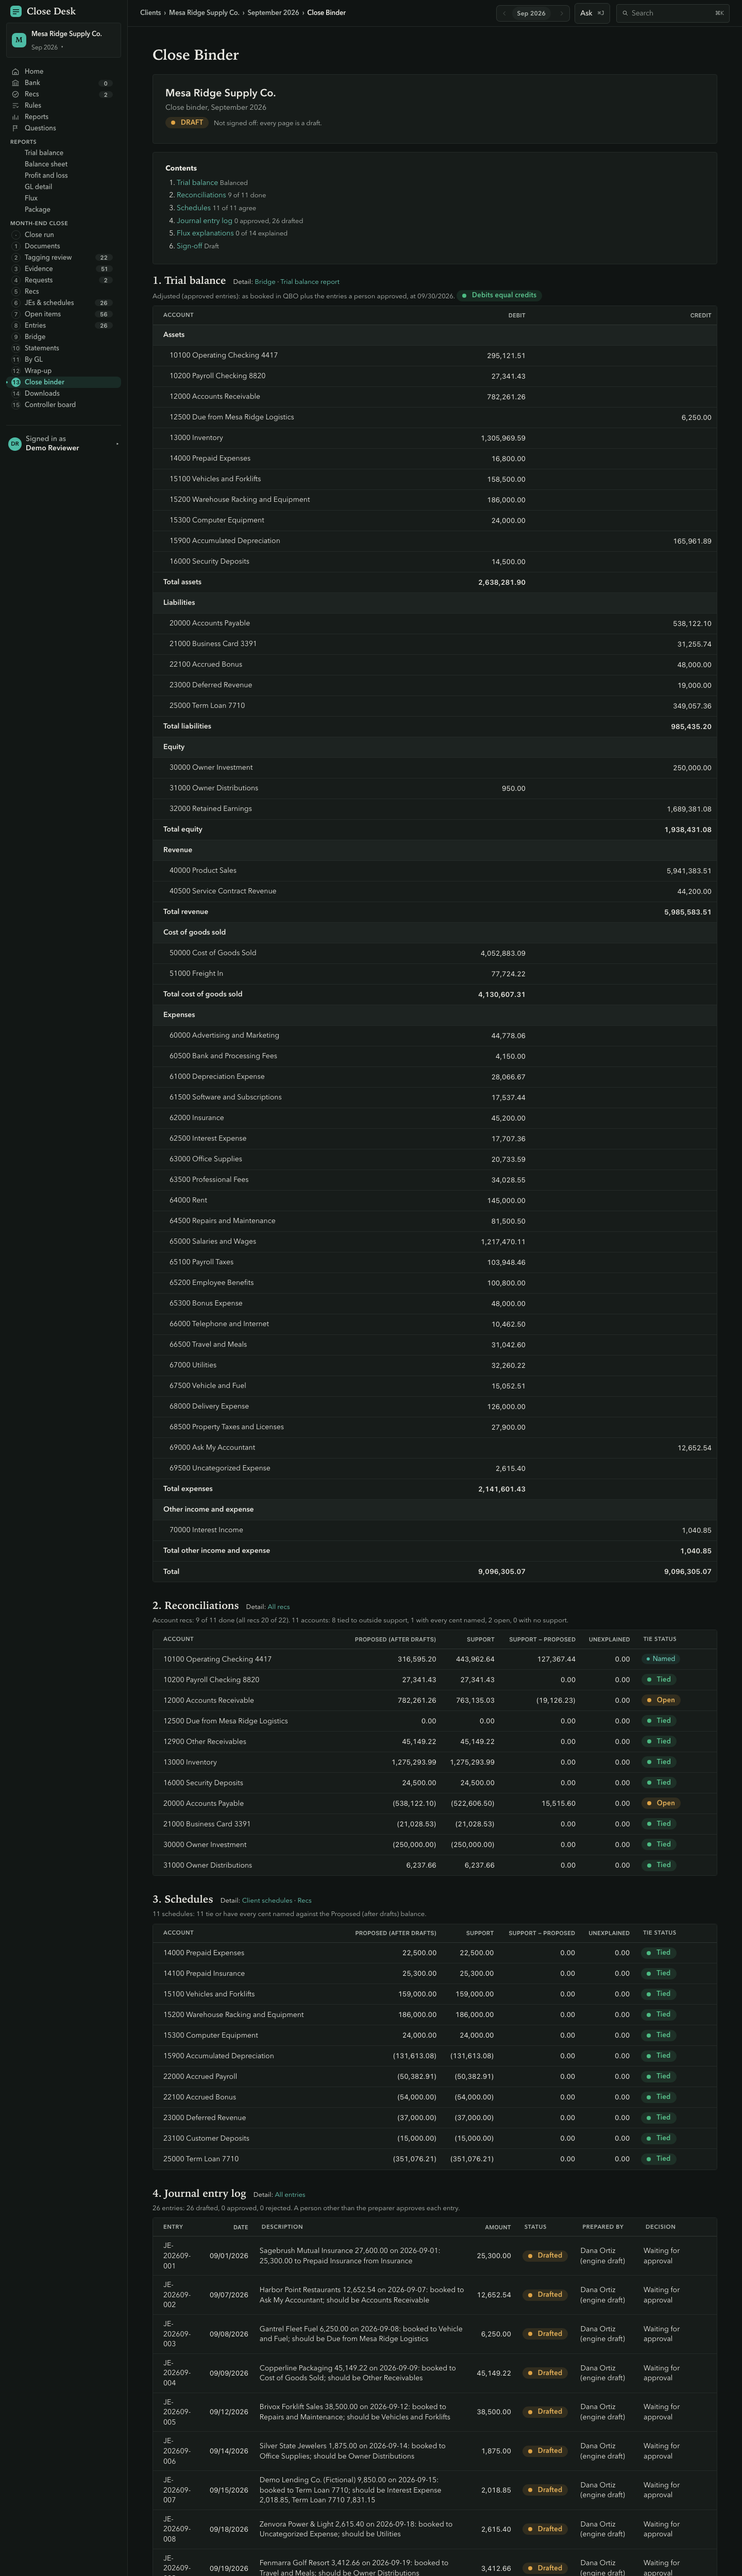 Close Desk
M
Mesa Ridge Supply Co.
Sep 2026
Home
Bank 0
Recs 2
Rules
Reports
Questions
REPORTS
Trial balance
Balance sheet
Profit and loss
GL detail
Flux
Package
MONTH-END CLOSE
Close run
1 Documents
2 Tagging review 22
3 Evidence 51
4 Requests 2
5 Recs
6 JEs & schedules 26
7 Open items 56
8 Entries 26
9 Bridge
10 Statements
11 By GL
12 Wrap-up
13 Close binder
14 Downloads
15 Controller board
DR
Signed in as
Demo Reviewer
Clients › Mesa Ridge Supply Co. › September 2026 › Close Binder
Sep 2026
Ask ⌘J
Search ⌘K
Close Binder
Mesa Ridge Supply Co.
Close binder, September 2026
DRAFT Not signed off: every page is a draft.
Contents
1. Trial balance Balanced
2. Reconciliations 9 of 11 done
3. Schedules 11 of 11 agree
4. Journal entry log 0 approved, 26 drafted
5. Flux explanations 0 of 14 explained
6. Sign-off Draft
1. Trial balance Detail: Bridge · Trial balance report
Adjusted (approved entries): as booked in QBO plus the entries a person approved, at 09/30/2026. Debits equal credits
ACCOUNT DEBIT CREDIT
Assets
10100 Operating Checking 4417 295,121.51
10200 Payroll Checking 8820 27,341.43
12000 Accounts Receivable 782,261.26
12500 Due from Mesa Ridge Logistics 6,250.00
13000 Inventory 1,305,969.59
14000 Prepaid Expenses 16,800.00
15100 Vehicles and Forklifts 158,500.00
15200 Warehouse Racking and Equipment 186,000.00
15300 Computer Equipment 24,000.00
15900 Accumulated Depreciation 165,961.89
16000 Security Deposits 14,500.00
Total assets 2,638,281.90
Liabilities
20000 Accounts Payable 538,122.10
21000 Business Card 3391 31,255.74
22100 Accrued Bonus 48,000.00
23000 Deferred Revenue 19,000.00
25000 Term Loan 7710 349,057.36
Total liabilities 985,435.20
Equity
30000 Owner Investment 250,000.00
31000 Owner Distributions 950.00
32000 Retained Earnings 1,689,381.08
Total equity 1,938,431.08
Revenue
40000 Product Sales 5,941,383.51
40500 Service Contract Revenue 44,200.00
Total revenue 5,985,583.51
Cost of goods sold
50000 Cost of Goods Sold 4,052,883.09
51000 Freight In 77,724.22
Total cost of goods sold 4,130,607.31
Expenses
60000 Advertising and Marketing 44,778.06
60500 Bank and Processing Fees 4,150.00
61000 Depreciation Expense 28,066.67
61500 Software and Subscriptions 17,537.44
62000 Insurance 45,200.00
62500 Interest Expense 17,707.36
63000 Office Supplies 20,733.59
63500 Professional Fees 34,028.55
64000 Rent 145,000.00
64500 Repairs and Maintenance 81,500.50
65000 Salaries and Wages 1,217,470.11
65100 Payroll Taxes 103,948.46
65200 Employee Benefits 100,800.00
65300 Bonus Expense 48,000.00
66000 Telephone and Internet 10,462.50
66500 Travel and Meals 31,042.60
67000 Utilities 32,260.22
67500 Vehicle and Fuel 15,052.51
68000 Delivery Expense 126,000.00
68500 Property Taxes and Licenses 27,900.00
69000 Ask My Accountant 12,652.54
69500 Uncategorized Expense 2,615.40
Total expenses 2,141,601.43
Other income and expense
70000 Interest Income 1,040.85
Total other income and expense 1,040.85
Total 9,096,305.07 9,096,305.07
2. Reconciliations Detail: All recs
Account recs: 9 of 11 done (all recs 20 of 22). 11 accounts: 8 tied to outside support, 1 with every cent named, 2 open, 0 with no support.
ACCOUNT PROPOSED (AFTER DRAFTS) SUPPORT SUPPORT − PROPOSED UNEXPLAINED TIE STATUS
10100 Operating Checking 4417 316,595.20 443,962.64 127,367.44 0.00 Named
10200 Payroll Checking 8820 27,341.43 27,341.43 0.00 0.00 Tied
12000 Accounts Receivable 782,261.26 763,135.03 (19,126.23) 0.00 Open
12500 Due from Mesa Ridge Logistics 0.00 0.00 0.00 0.00 Tied
12900 Other Receivables 45,149.22 45,149.22 0.00 0.00 Tied
13000 Inventory 1,275,293.99 1,275,293.99 0.00 0.00 Tied
16000 Security Deposits 24,500.00 24,500.00 0.00 0.00 Tied
20000 Accounts Payable (538,122.10) (522,606.50) 15,515.60 0.00 Open
21000 Business Card 3391 (21,028.53) (21,028.53) 0.00 0.00 Tied
30000 Owner Investment (250,000.00) (250,000.00) 0.00 0.00 Tied
31000 Owner Distributions 6,237.66 6,237.66 0.00 0.00 Tied
3. Schedules Detail: Client schedules · Recs
11 schedules: 11 tie or have every cent named against the Proposed (after drafts) balance.
ACCOUNT PROPOSED (AFTER DRAFTS) SUPPORT SUPPORT − PROPOSED UNEXPLAINED TIE STATUS
14000 Prepaid Expenses 22,500.00 22,500.00 0.00 0.00 Tied
14100 Prepaid Insurance 25,300.00 25,300.00 0.00 0.00 Tied
15100 Vehicles and Forklifts 159,000.00 159,000.00 0.00 0.00 Tied
15200 Warehouse Racking and Equipment 186,000.00 186,000.00 0.00 0.00 Tied
15300 Computer Equipment 24,000.00 24,000.00 0.00 0.00 Tied
15900 Accumulated Depreciation (131,613.08) (131,613.08) 0.00 0.00 Tied
22000 Accrued Payroll (50,382.91) (50,382.91) 0.00 0.00 Tied
22100 Accrued Bonus (54,000.00) (54,000.00) 0.00 0.00 Tied
23000 Deferred Revenue (37,000.00) (37,000.00) 0.00 0.00 Tied
23100 Customer Deposits (15,000.00) (15,000.00) 0.00 0.00 Tied
25000 Term Loan 7710 (351,076.21) (351,076.21) 0.00 0.00 Tied
4. Journal entry log Detail: All entries
26 entries: 26 drafted, 0 approved, 0 rejected. A person other than the preparer approves each entry.
ENTRY DATE DESCRIPTION AMOUNT STATUS PREPARED BY DECISION
JE-202609-001 09/01/2026 Sagebrush Mutual Insurance 27,600.00 on 2026-09-01: 25,300.00 to Prepaid Insurance from Insurance 25,300.00 Drafted Dana Ortiz (engine draft) Waiting for approval
JE-202609-002 09/07/2026 Harbor Point Restaurants 12,652.54 on 2026-09-07: booked to Ask My Accountant; should be Accounts Receivable 12,652.54 Drafted Dana Ortiz (engine draft) Waiting for approval
JE-202609-003 09/08/2026 Gantrel Fleet Fuel 6,250.00 on 2026-09-08: booked to Vehicle and Fuel; should be Due from Mesa Ridge Logistics 6,250.00 Drafted Dana Ortiz (engine draft) Waiting for approval
JE-202609-004 09/09/2026 Copperline Packaging 45,149.22 on 2026-09-09: booked to Cost of Goods Sold; should be Other Receivables 45,149.22 Drafted Dana Ortiz (engine draft) Waiting for approval
JE-202609-005 09/12/2026 Brivox Forklift Sales 38,500.00 on 2026-09-12: booked to Repairs and Maintenance; should be Vehicles and Forklifts 38,500.00 Drafted Dana Ortiz (engine draft) Waiting for approval
JE-202609-006 09/14/2026 Silver State Jewelers 1,875.00 on 2026-09-14: booked to Office Supplies; should be Owner Distributions 1,875.00 Drafted Dana Ortiz (engine draft) Waiting for approval
JE-202609-007 09/15/2026 Demo Lending Co. (Fictional) 9,850.00 on 2026-09-15: booked to Term Loan 7710; should be Interest Expense 2,018.85, Term Loan 7710 7,831.15 2,018.85 Drafted Dana Ortiz (engine draft) Waiting for approval
JE-202609-008 09/18/2026 Zenvora Power & Light 2,615.40 on 2026-09-18: booked to Uncategorized Expense; should be Utilities 2,615.40 Drafted Dana Ortiz (engine draft) Waiting for approval
JE-202609- 09/19/2026 Fenmarra Golf Resort 3,412.66 on 2026-09-19: booked to Travel and Meals; should be Owner Distributions 3,412.66 Drafted Dana Ortiz (engine draft) Waiting for approval